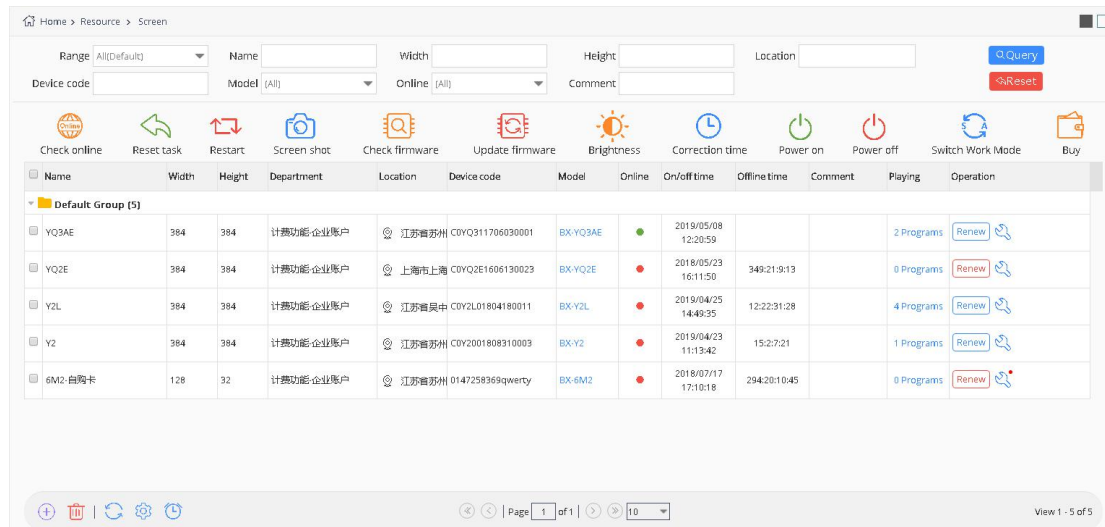 Home > Resource > Screen
Range All(Default) Name Width Height Location Query
Device code Model (All) Online (All) Comment Reset
Online
S A
Check online Reset task Restart Screen shot Check firmware Update firmware Brightness Correction time Power on Power off Switch Work Mode Buy
Name Width Height Department Location Device code Model Online On/off time Offline time Comment Playing Operation
Default Group (5)
YQ3AE 384 384 计费功能-企业账户 江苏省苏州 C0YQ311706030001 BX-YQ3AE 2019/05/08 12:20:59 2 Programs Renew
YQ2E 384 384 计费功能-企业账户 上海市上海 C0YQ2E1606130023 BX-YQ2E 2018/05/23 16:11:50 349:21:9:13 0 Programs Renew
Y2L 384 384 计费功能-企业账户 江苏省吴中 C0Y2L01804180011 BX-Y2L 2019/04/25 14:49:35 12:22:31:28 4 Programs Renew
Y2 384 384 计费功能-企业账户 江苏省苏州 C0Y2001808310003 BX-Y2 2019/04/23 11:13:42 15:2:7:21 1 Programs Renew
6M2-自购卡 128 32 计费功能-企业账户 江苏省苏州 0147258369qwerty BX-6M2 2018/07/17 17:10:18 294:20:10:45 0 Programs Renew
Page 1 of 1 10 View 1 - 5 of 5